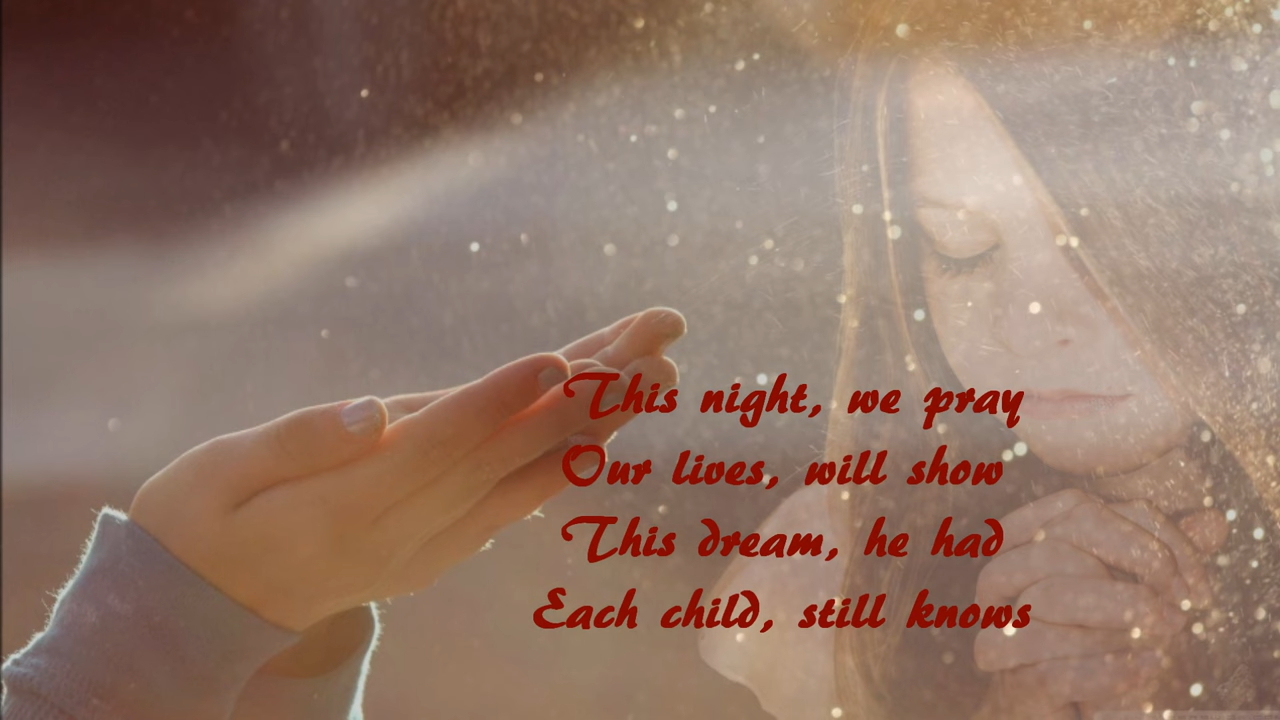 This night, we pray
Our lives, will show
This dream, he had
Each child, still knows